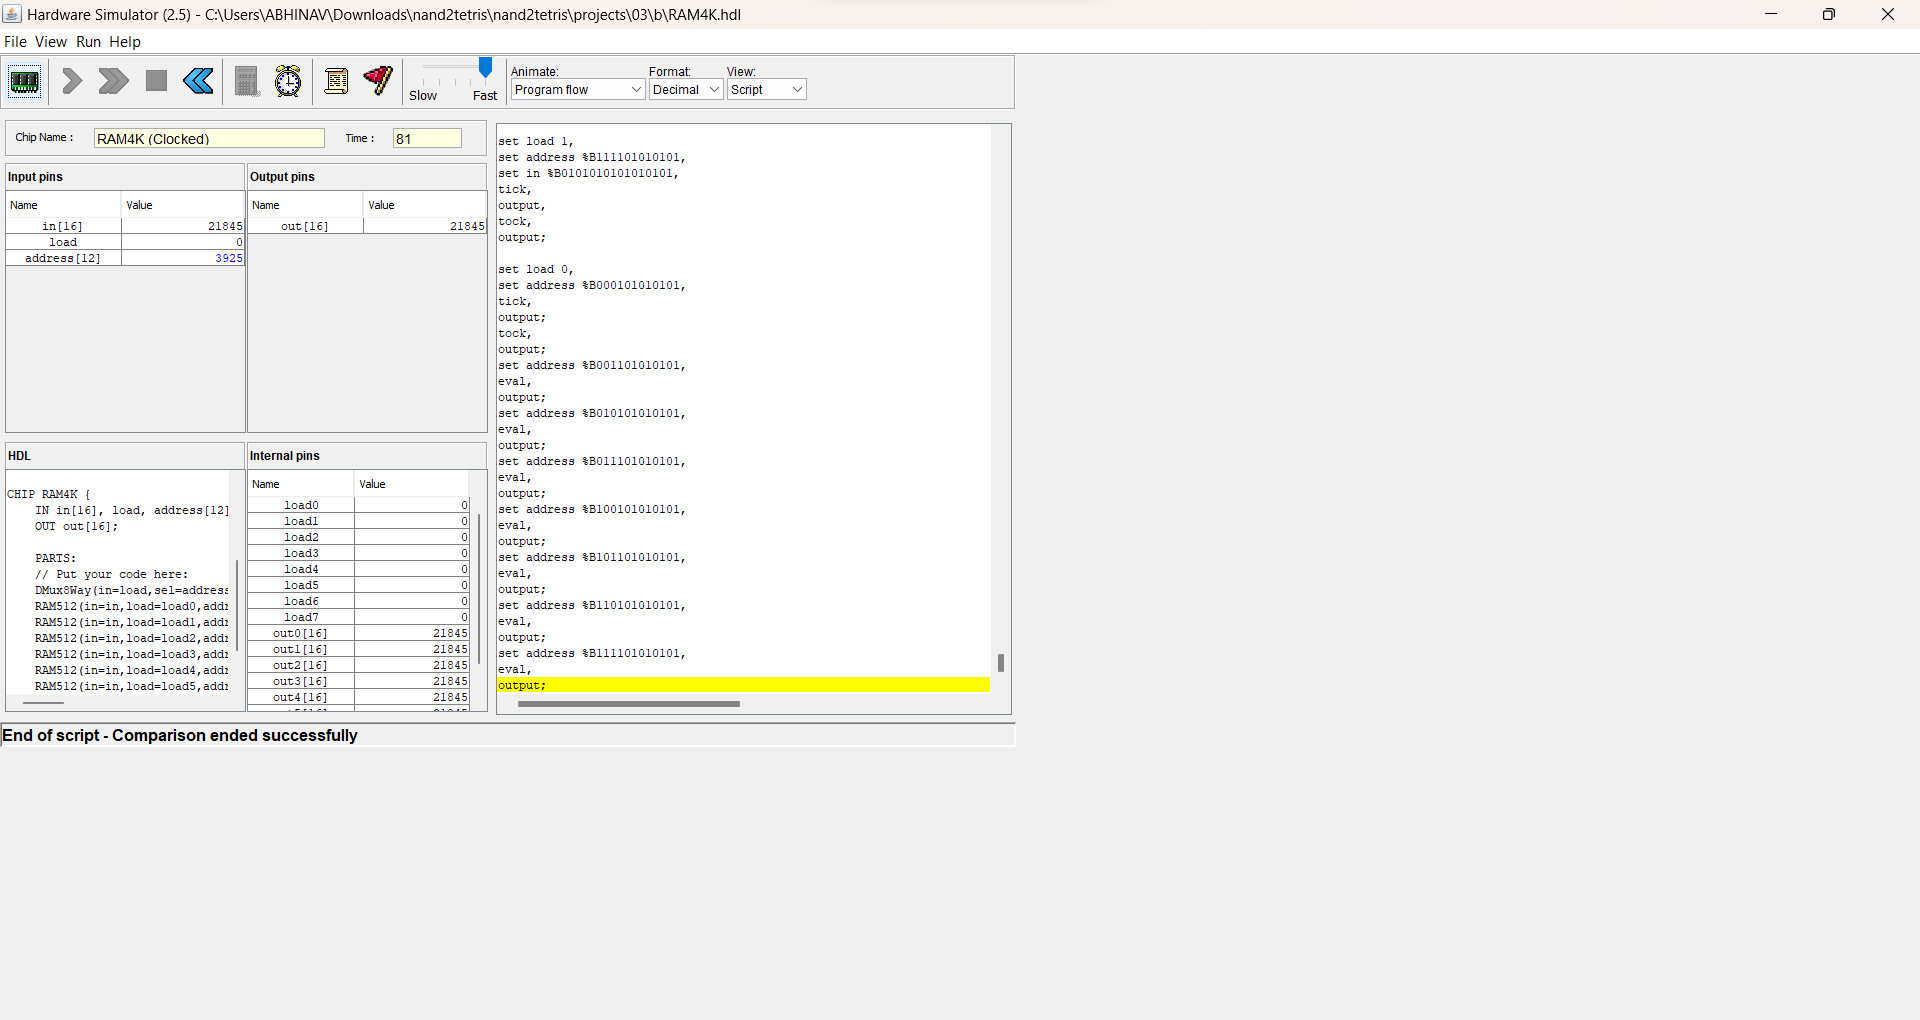 Hardware Simulator (2.5) - C:\Users\ABHINAV\Downloads\nand2tetris\nand2tetris\projects\03\b\RAM4K.hdl
File View Run Help
Slow Fast
Animate:
Program flow
Format:
Decimal
View:
Script
Chip Name : RAM4K (Clocked) Time : 81
Input pins
Name Value
in[16] 21845
load 0
address[12] 3925
Output pins
Name Value
out[16] 21845
HDL
CHIP RAM4K {
IN in[16], load, address[12]
OUT out[16];
PARTS:
// Put your code here:
DMux8Way(in=load,sel=address
RAM512(in=in,load=load0,addr
RAM512(in=in,load=load1,addr
RAM512(in=in,load=load2,addr
RAM512(in=in,load=load3,addr
RAM512(in=in,load=load4,addr
RAM512(in=in,load=load5,addr
Internal pins
Name Value
load0 0
load1 0
load2 0
load3 0
load4 0
load5 0
load6 0
load7 0
out0[16] 21845
out1[16] 21845
out2[16] 21845
out3[16] 21845
out4[16] 21845
set load 1,
set address %B111101010101,
set in %B0101010101010101,
tick,
output,
tock,
output;
set load 0,
set address %B000101010101,
tick,
output;
tock,
output;
set address %B001101010101,
eval,
output;
set address %B010101010101,
eval,
output;
set address %B011101010101,
eval,
output;
set address %B100101010101,
eval,
output;
set address %B101101010101,
eval,
output;
set address %B110101010101,
eval,
output;
set address %B111101010101,
eval,
output;
End of script - Comparison ended successfully